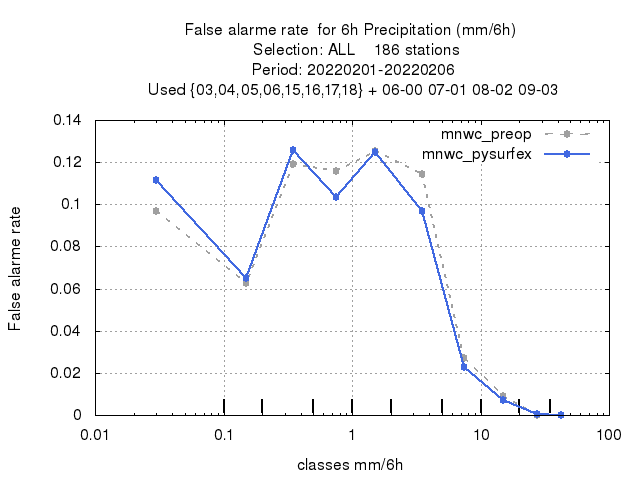 False alarme rate  for 6h Precipitation (mm/6h)
Selection: ALL    186 stations
Period: 20220201-20220206
Used {03,04,05,06,15,16,17,18} + 06-00 07-01 08-02 09-03
mnwc_preop
mnwc_pysurfex
0.14
0.12
0.1
0.08
0.06
0.04
0.02
0
False alarme rate
0.01 0.1 1 10 100
classes mm/6h